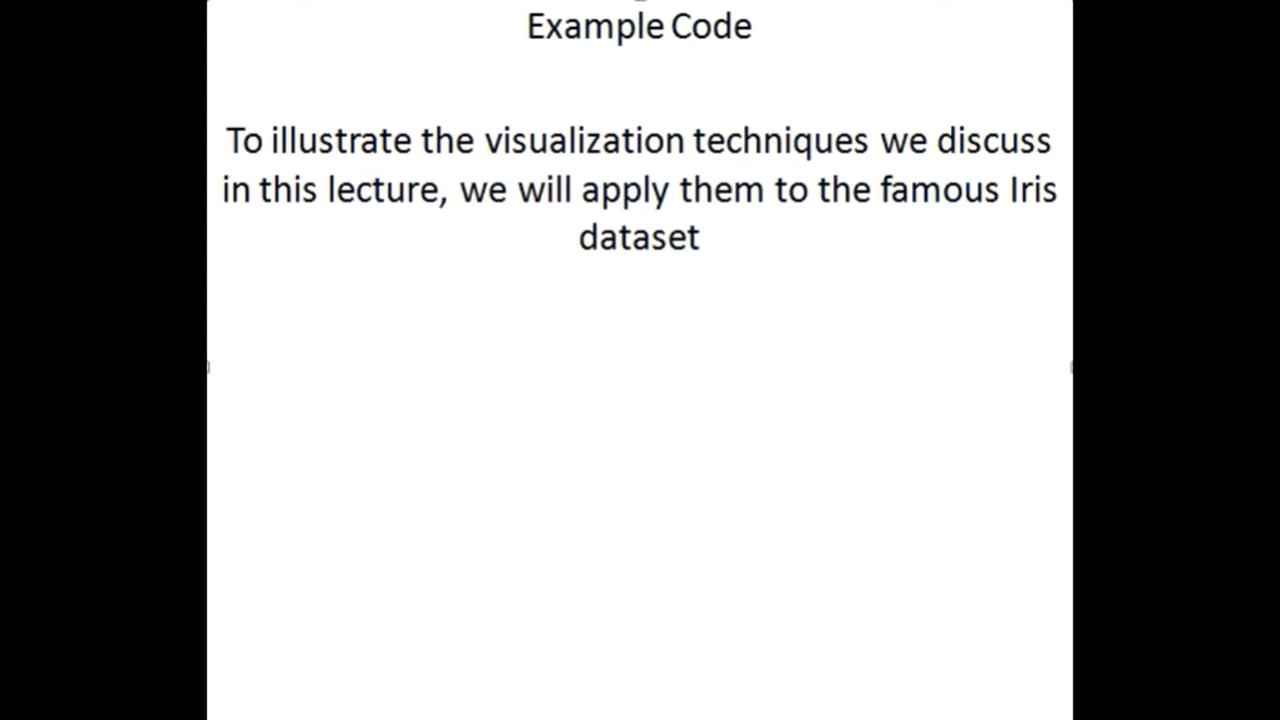 Example Code
To illustrate the visualization techniques we discuss
in this lecture, we will apply them to the famous Iris
dataset